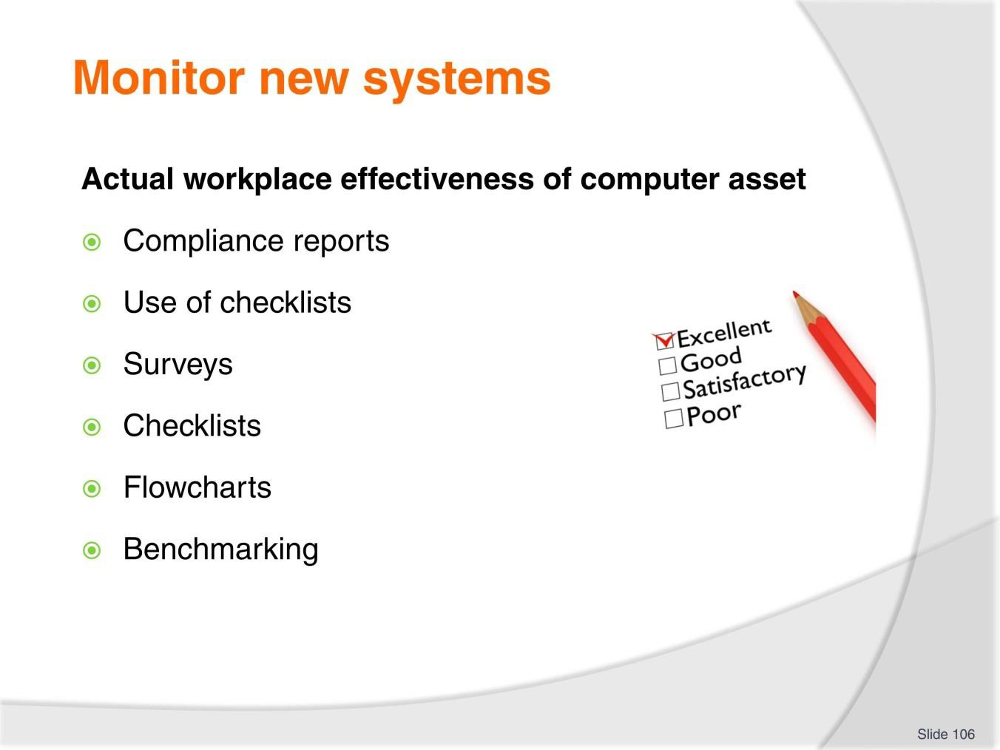 Monitor new systems
Actual workplace effectiveness of computer asset
Compliance reports
Use of checklists
Surveys
Checklists
Flowcharts
Benchmarking
Excellent
Good
Satisfactory
Poor
Slide 106